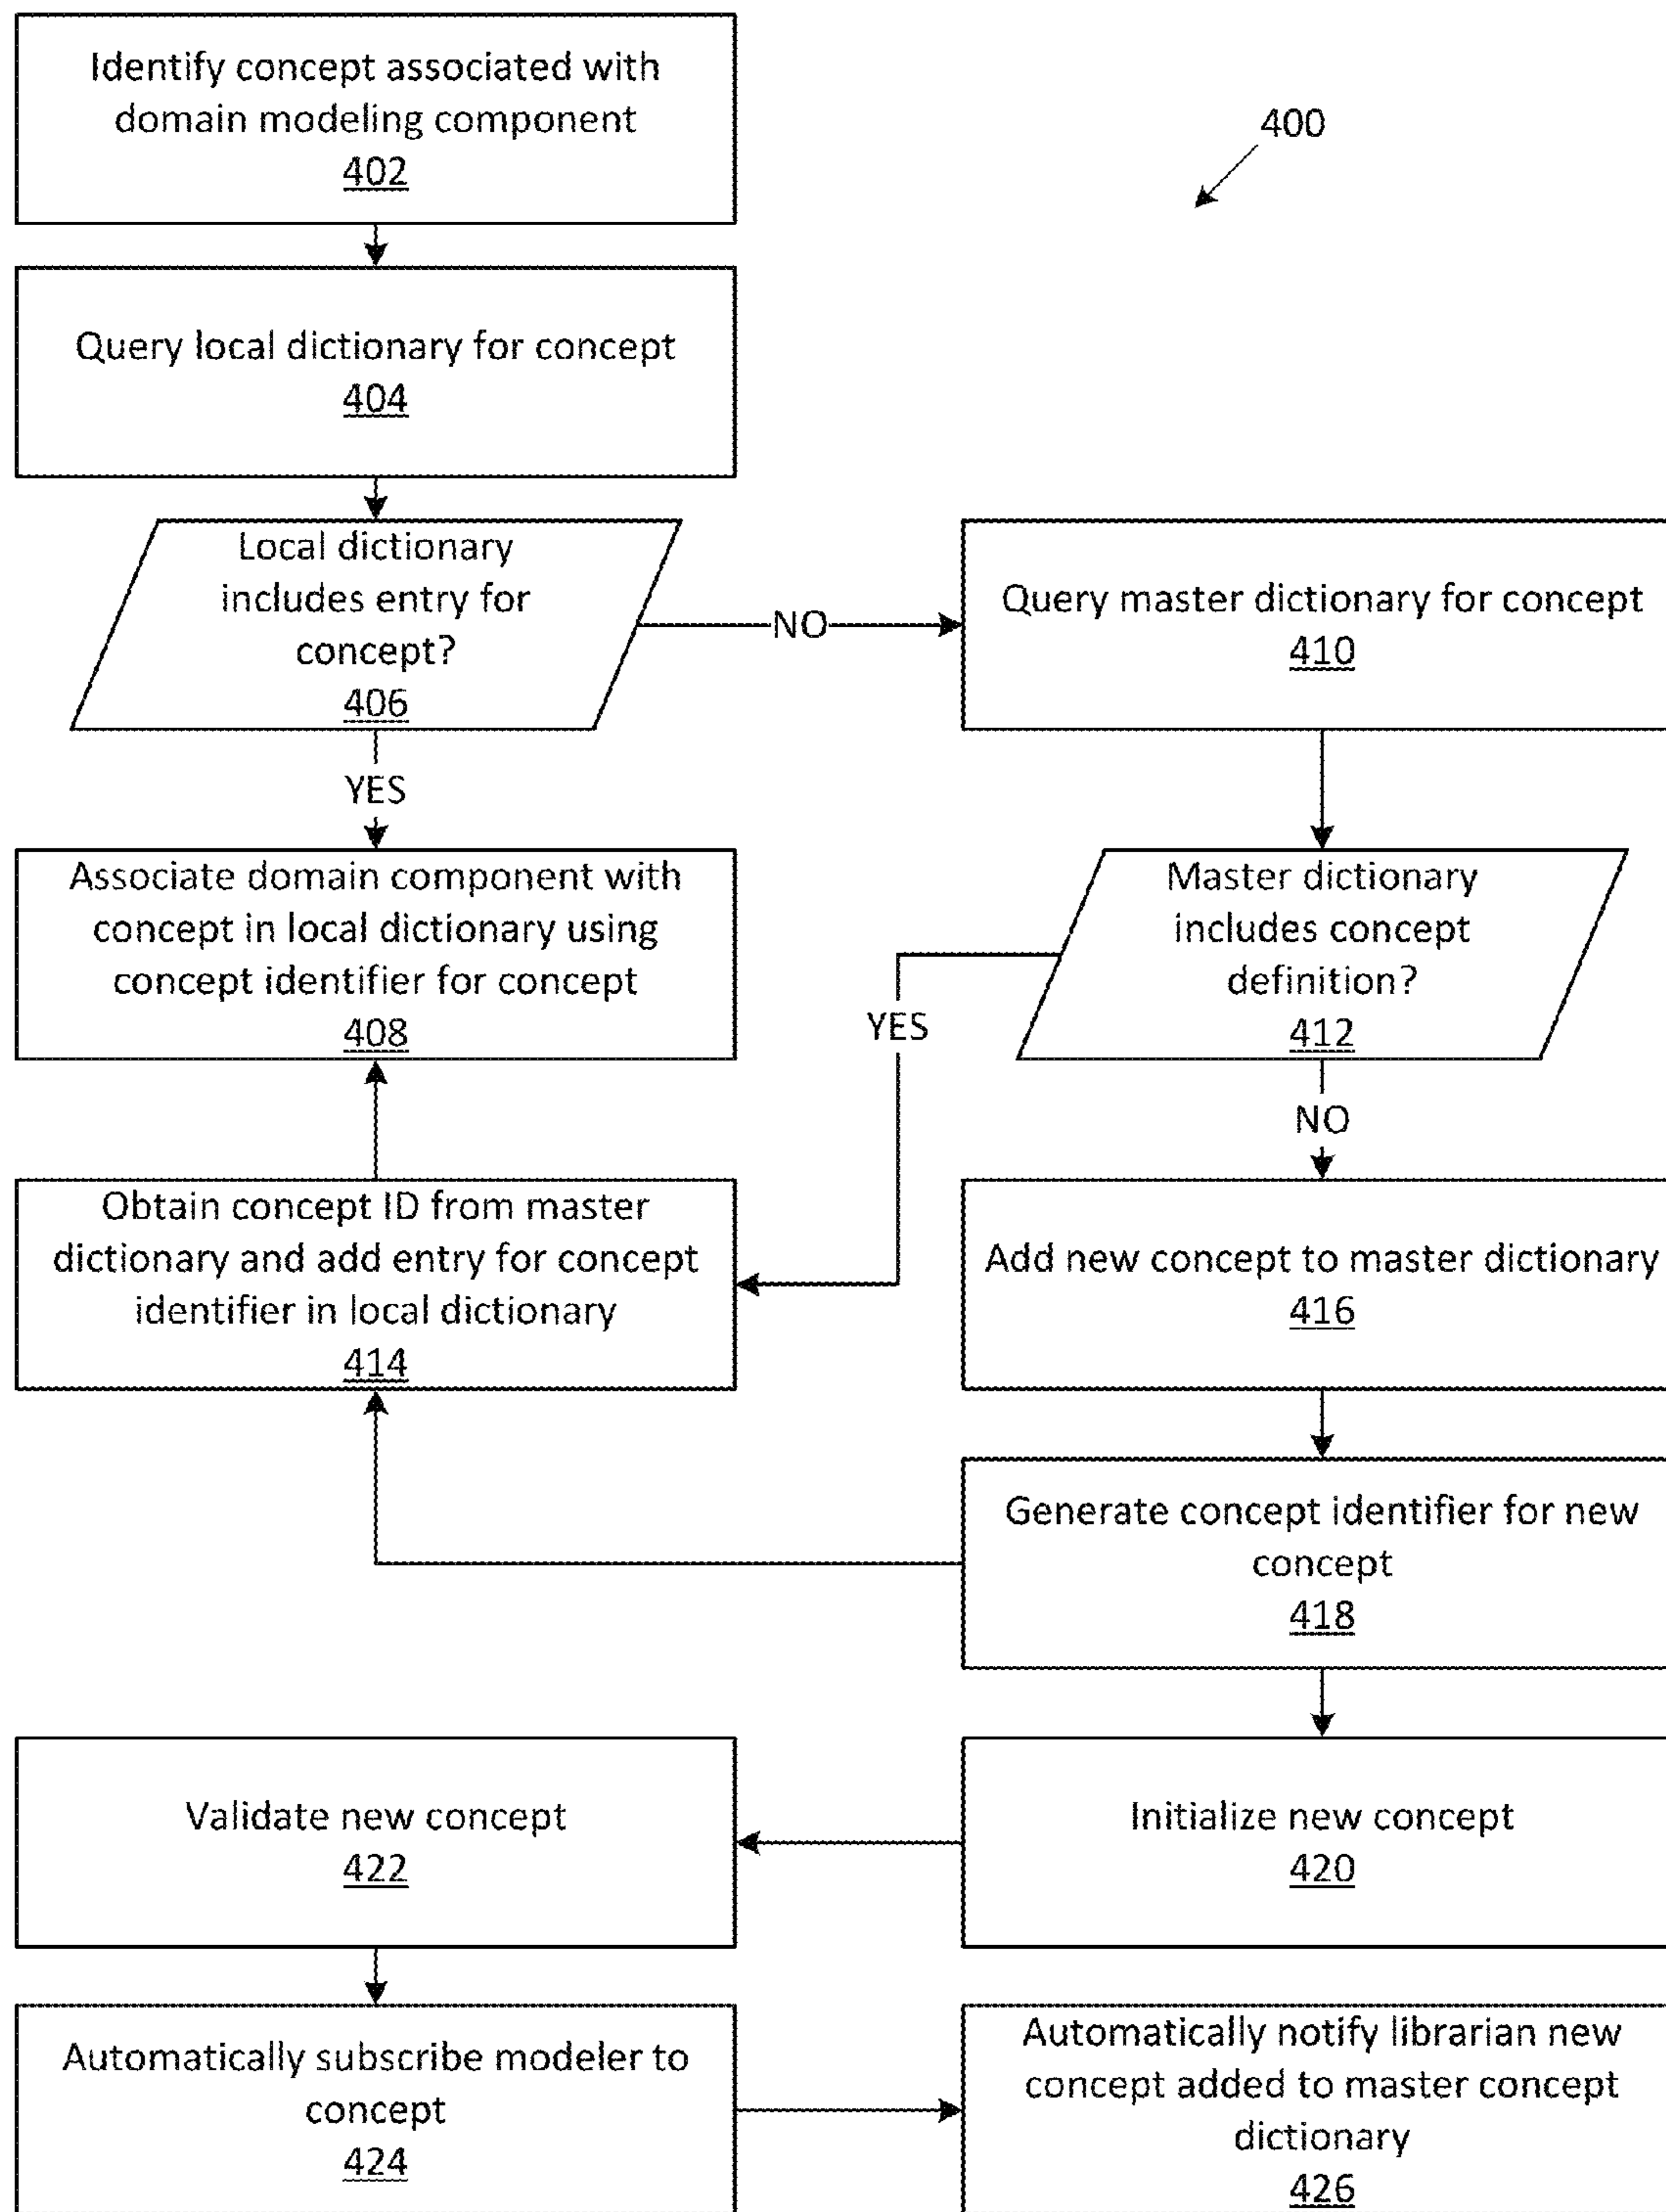 Identify concept associated with
domain modeling component
402
400
Query local dictionary for concept
404
Local dictionary
includes entry for
concept?
406
NO
Query master dictionary for concept
410
YES
Associate domain component with
concept in local dictionary using
concept identifier for concept
408
Master dictionary
includes concept
definition?
412
YES
NO
Obtain concept ID from master
dictionary and add entry for concept
identifier in local dictionary
414
Add new concept to master dictionary
416
Generate concept identifier for new
concept
418
Validate new concept
422
Initialize new concept
420
Automatically subscribe modeler to
concept
424
Automatically notify librarian new
concept added to master concept
dictionary
426